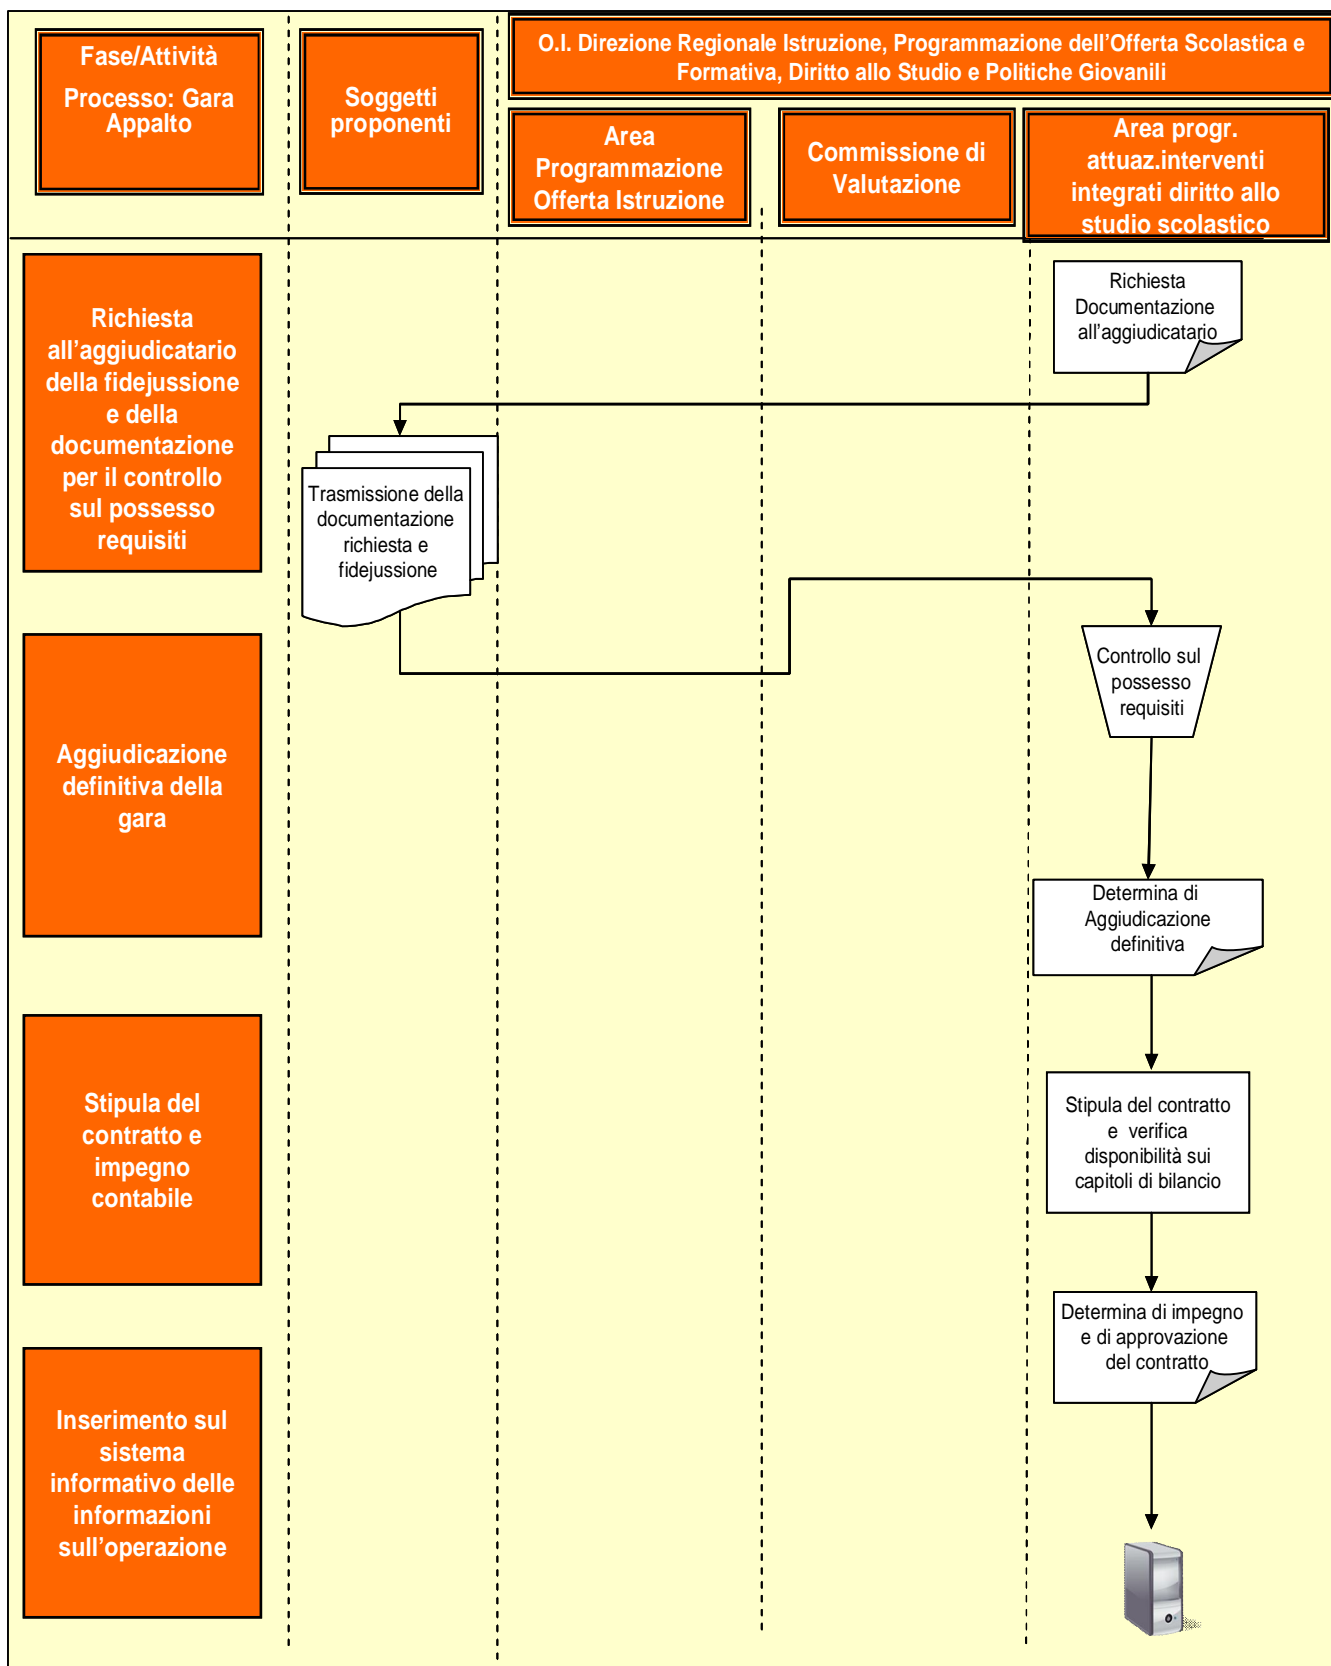 Fase/Attività
Processo: Gara
Appalto
Soggetti
proponenti
O.I. Direzione Regionale Istruzione, Programmazione dell'Offerta Scolastica e
Formativa, Diritto allo Studio e Politiche Giovanili
Area
Programmazione
Offerta Istruzione
Commissione di
Valutazione
Area progr.
attuaz.interventi
integrati diritto allo
studio scolastico
Richiesta
all'aggiudicatario
della fidejussione
e della
documentazione
per il controllo
sul possesso
requisiti
Richiesta
Documentazione
all'aggiudicatario
Trasmissione della
documentazione
richiesta e
fidejussione
Controllo sul
possesso
requisiti
Aggiudicazione
definitiva della
gara
Determina di
Aggiudicazione
definitiva
Stipula del
contratto e
impegno
contabile
Stipula del contratto
e verifica
disponibilità sui
capitoli di bilancio
Determina di impegno
e di approvazione
del contratto
Inserimento sul
sistema
informativo delle
informazioni
sull'operazione